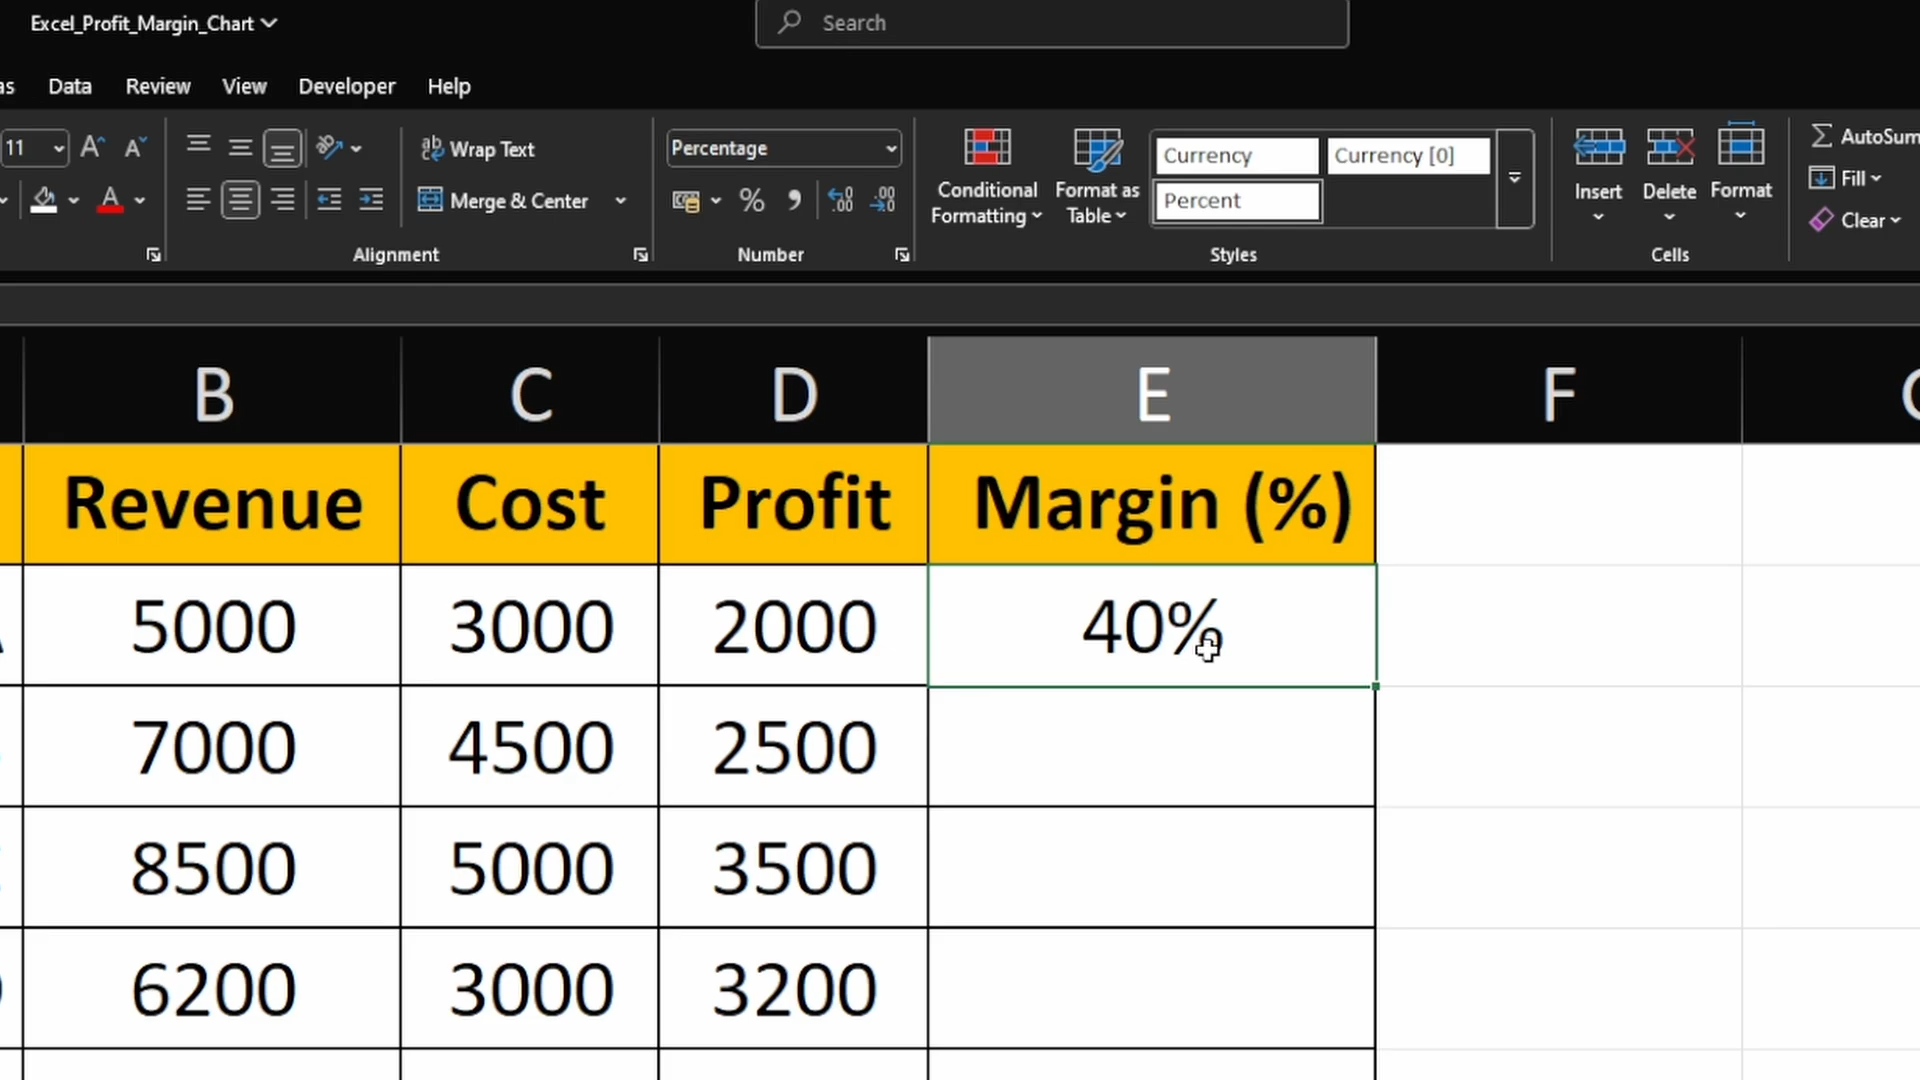 Excel_Profit_Margin_Chart
Search
as Data Review View Developer Help
11
Wrap Text
Percentage
Currency
Currency [0]
Percent
Merge & Center
Conditional Formatting
Format as Table
Insert
Delete
Format
AutoSum
Fill
Clear
Alignment
Number
Styles
Cells
B C D E F
Revenue Cost Profit Margin (%)
5000 3000 2000 40%
7000 4500 2500
8500 5000 3500
6200 3000 3200